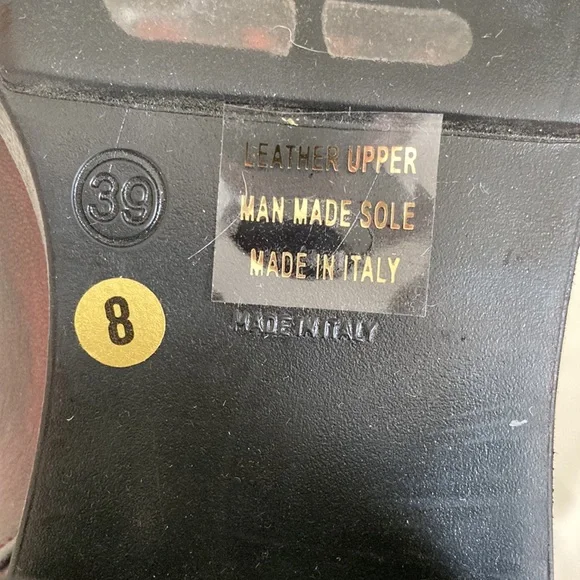 39
8
LEATHER UPPER
MAN MADE SOLE
MADE IN ITALY
MADE IN ITALY